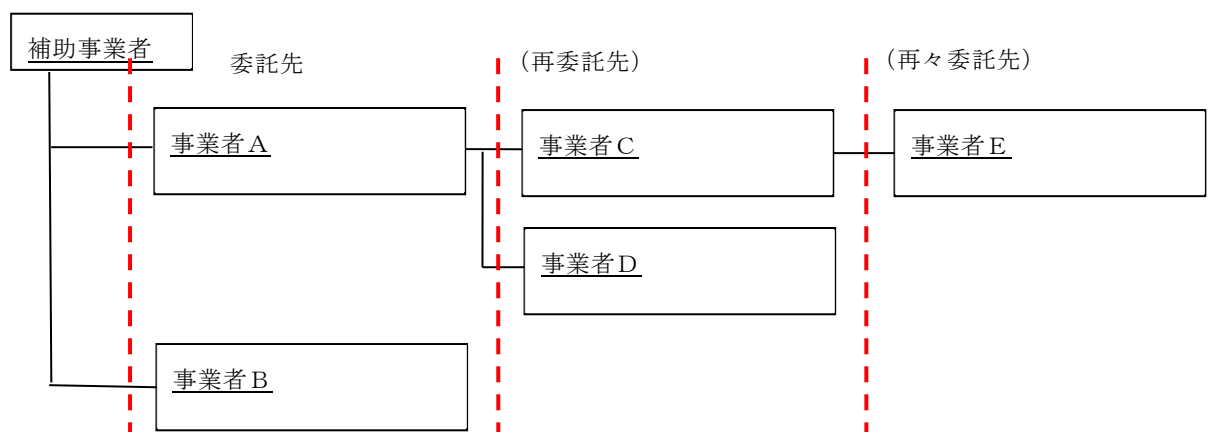 補助事業者
委託先
（再委託先）
（再々委託先）
事業者Ａ
事業者Ｃ
事業者Ｅ
事業者Ｄ
事業者Ｂ